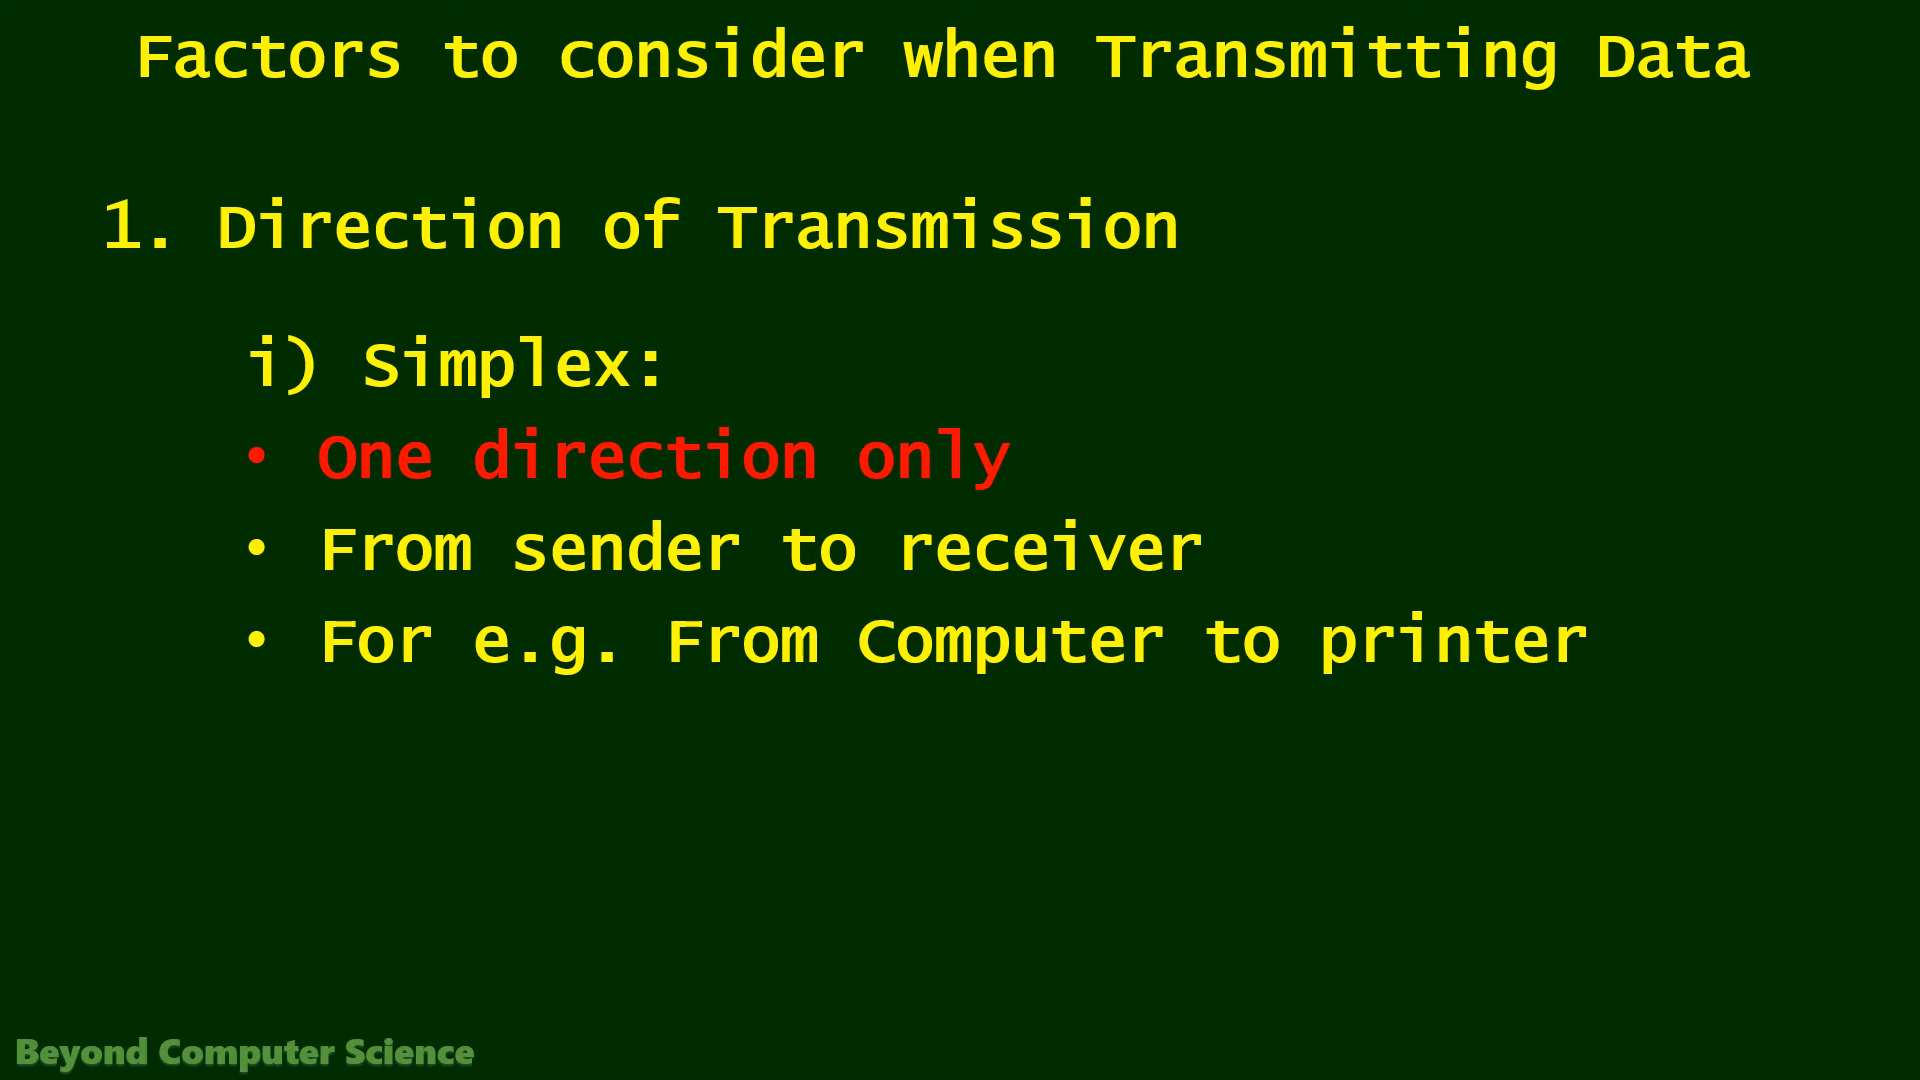 Factors to consider when Transmitting Data
1. Direction of Transmission
i) Simplex:
• One direction only
• From sender to receiver
• For e.g. From Computer to printer
Beyond Computer Science